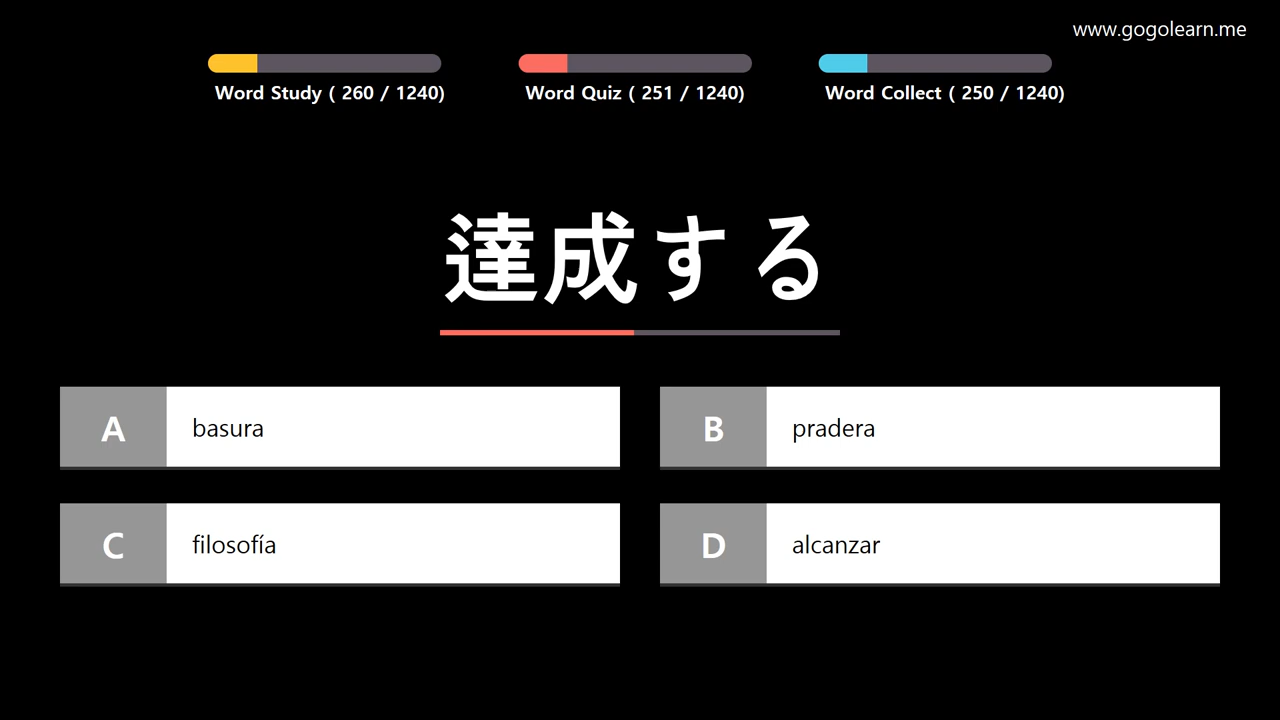 www.gogolearn.me
Word Study ( 260 / 1240)
Word Quiz ( 251 / 1240)
Word Collect ( 250 / 1240)
達成する
A basura
B pradera
C filosofía
D alcanzar